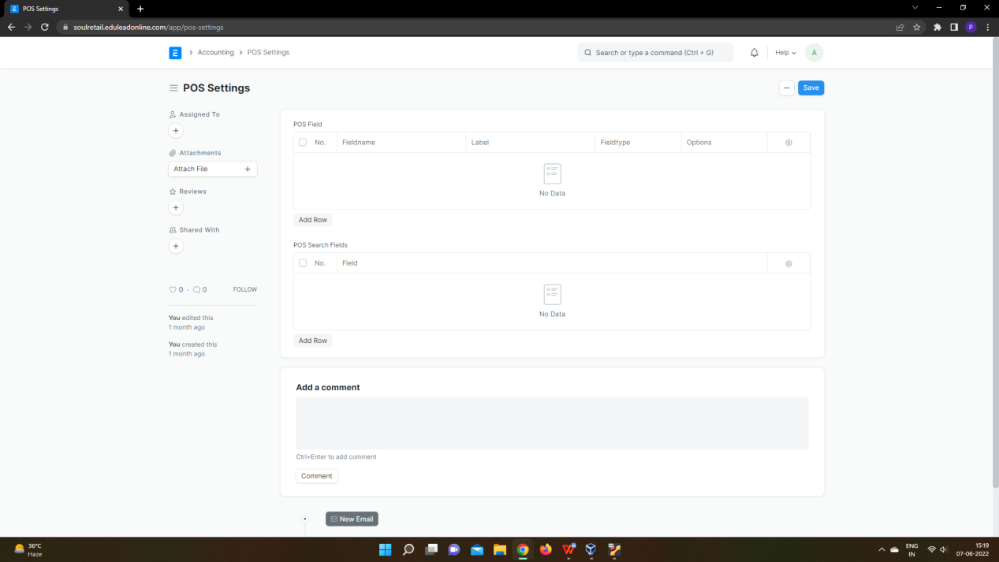 POS Settings
soulretail.eduleadonline.com/app/pos-settings
P
E
Accounting
POS Settings
Search or type a command (Ctrl + G)
Help
A
POS Settings
...
Save
Assigned To
Attachments
Attach File
Reviews
Shared With
0 · 0
FOLLOW
You edited this
1 month ago
You created this
1 month ago
POS Field
No. Fieldname Label Fieldtype Options
No Data
Add Row
POS Search Fields
No. Field
No Data
Add Row
Add a comment
Ctrl+Enter to add comment
Comment
New Email
36°C
Haze
ENG
IN
15:19
07-06-2022